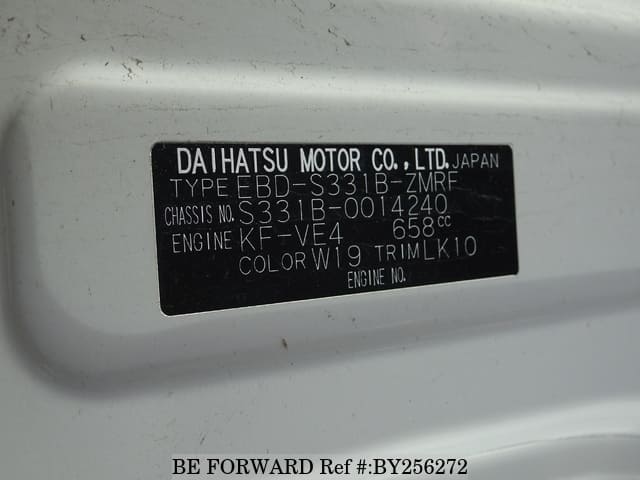 DAIHATSU MOTOR CO., LTD. JAPAN
TYPE EBD-S331B-ZMRF
CHASSIS NO. S331B-0014240
ENGINE KF-VE4 658cc
COLOR W19 TRIM LK10
ENGINE NO.
BE FORWARD Ref #:BY256272